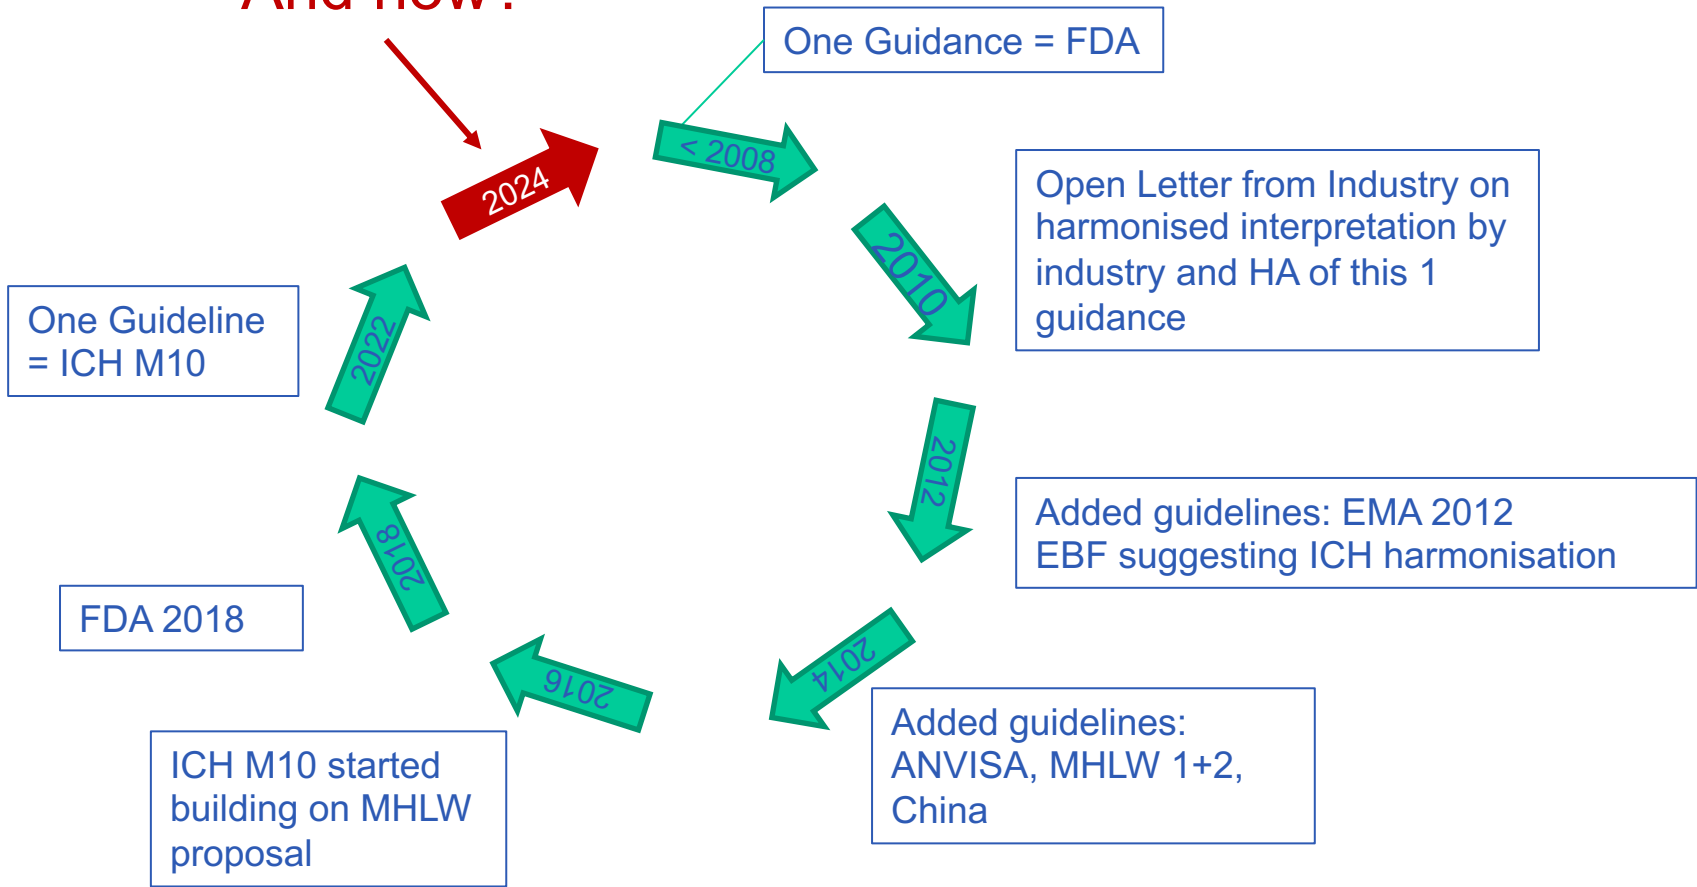 And now?
One Guidance = FDA
< 2008
2010
Open Letter from Industry on
harmonised interpretation by
industry and HA of this 1
guidance
2012
Added guidelines: EMA 2012
EBF suggesting ICH harmonisation
2014
Added guidelines:
ANVISA, MHLW 1+2,
China
2016
ICH M10 started
building on MHLW
proposal
2018
FDA 2018
2022
One Guideline
= ICH M10
2024